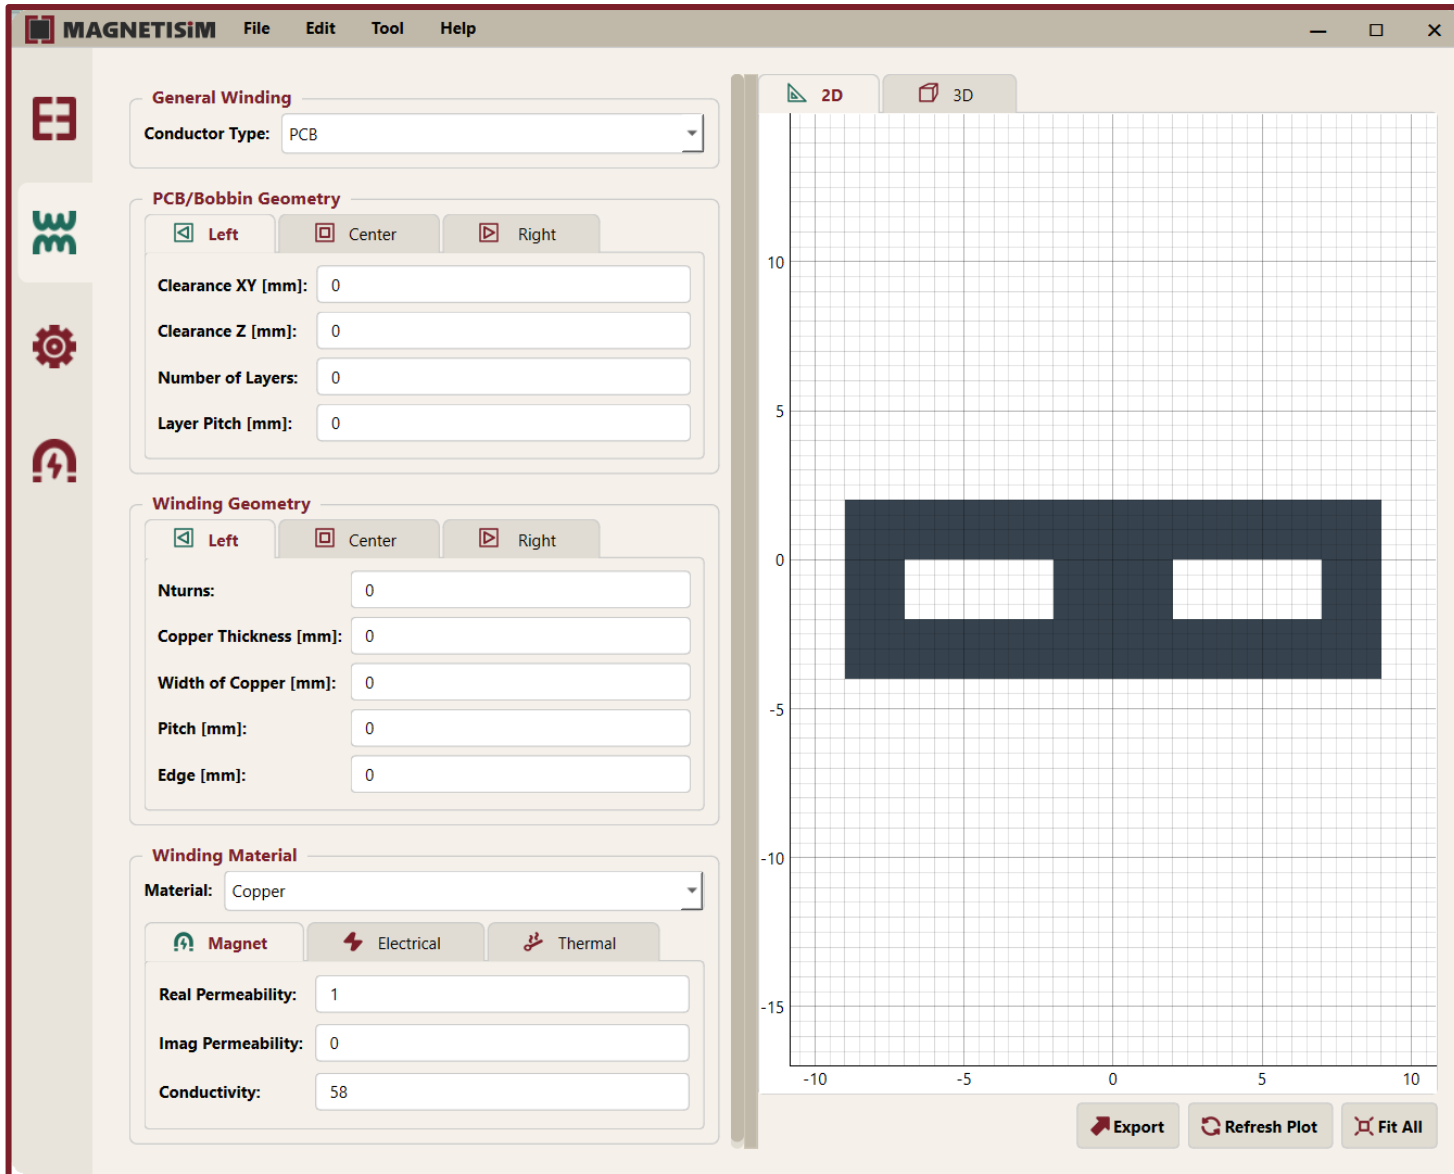 MAGNETISiM File Edit Tool Help
General Winding
Conductor Type: PCB
PCB/Bobbin Geometry
Left Center Right
Clearance XY [mm]: 0
Clearance Z [mm]: 0
Number of Layers: 0
Layer Pitch [mm]: 0
Winding Geometry
Left Center Right
Nturns: 0
Copper Thickness [mm]: 0
Width of Copper [mm]: 0
Pitch [mm]: 0
Edge [mm]: 0
Winding Material
Material: Copper
Magnet Electrical Thermal
Real Permeability: 1
Imag Permeability: 0
Conductivity: 58
2D 3D
10
5
0
-5
-10
-15
-10 -5 0 5 10
Export Refresh Plot Fit All